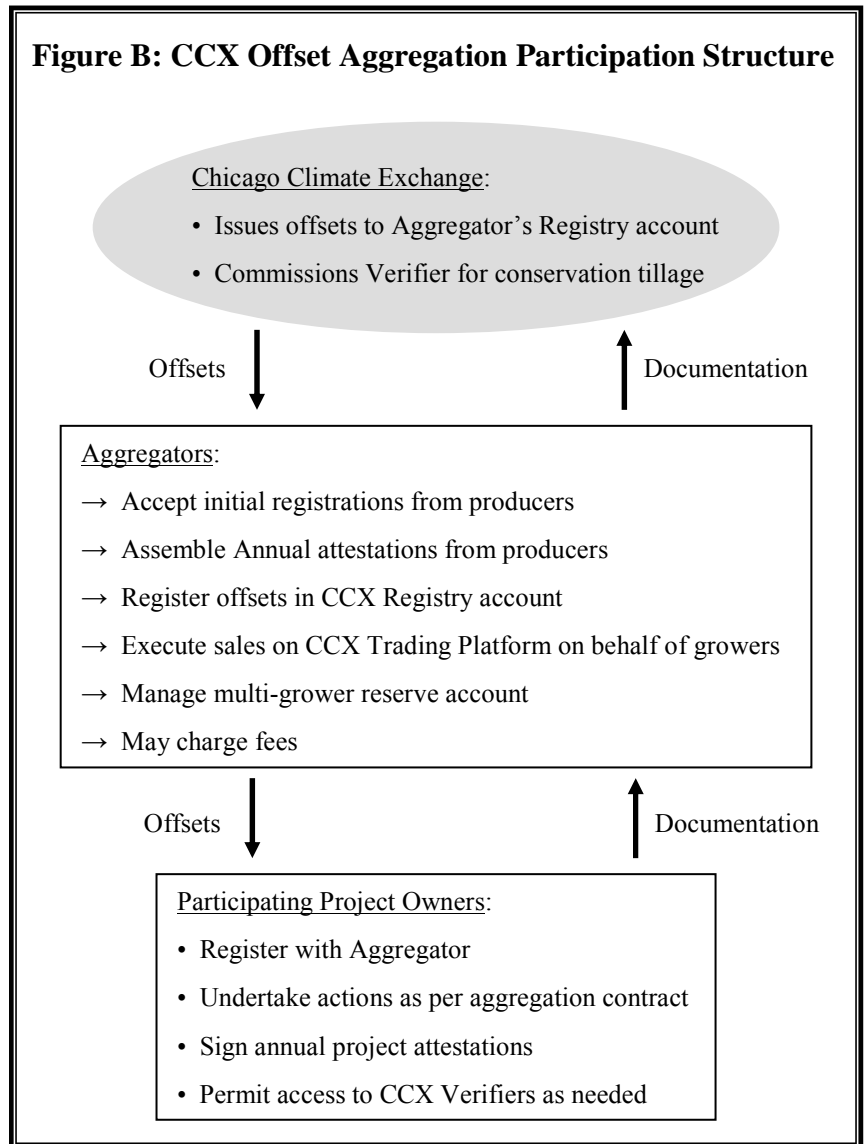 Figure B: CCX Offset Aggregation Participation Structure
Chicago Climate Exchange:
• Issues offsets to Aggregator’s Registry account
• Commissions Verifier for conservation tillage
Offsets
Documentation
Aggregators:
→ Accept initial registrations from producers
→ Assemble Annual attestations from producers
→ Register offsets in CCX Registry account
→ Execute sales on CCX Trading Platform on behalf of growers
→ Manage multi-grower reserve account
→ May charge fees
Offsets
Documentation
Participating Project Owners:
• Register with Aggregator
• Undertake actions as per aggregation contract
• Sign annual project attestations
• Permit access to CCX Verifiers as needed